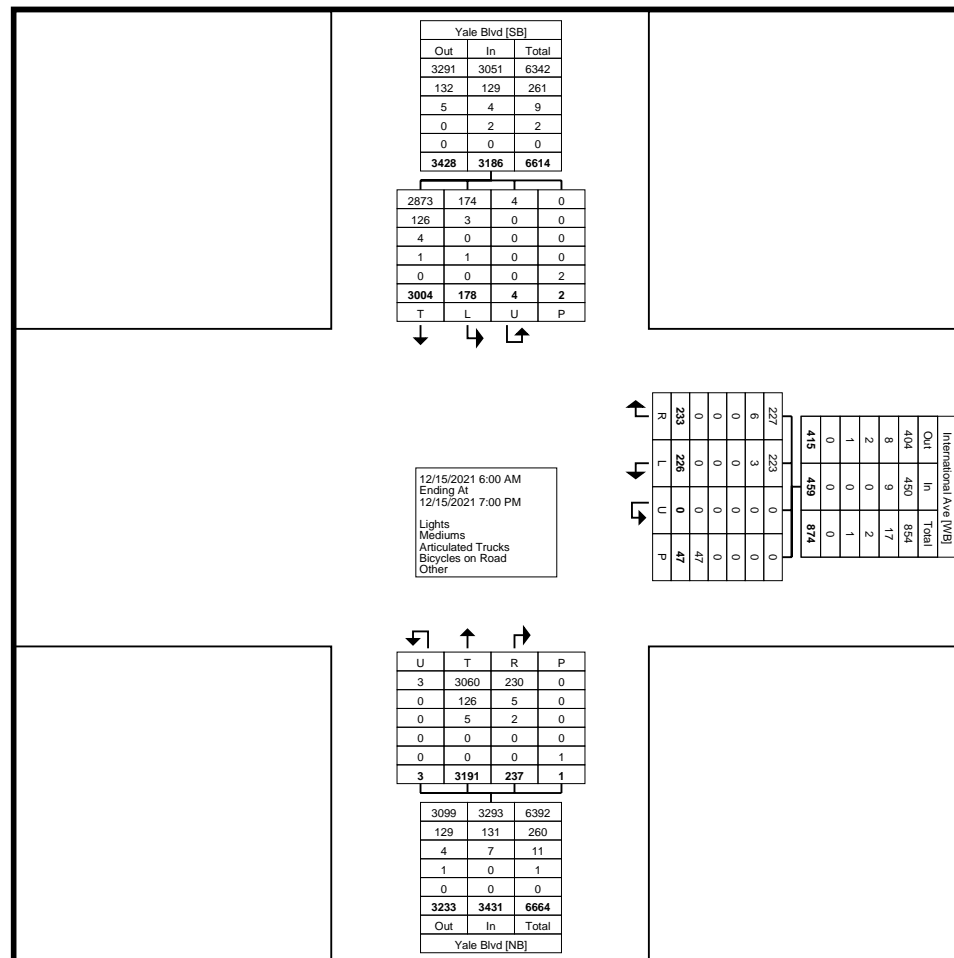 Yale Blvd [SB]
Out In Total
3291 3051 6342
132 129 261
5 4 9
0 2 2
0 0 0
3428 3186 6614
2873 174 4 0
126 3 0 0
4 0 0 0
1 1 0 0
0 0 0 2
3004 178 4 2
T L U P
International Ave [WB]
Out In Total
404 450 854
8 9 17
2 0 2
1 0 1
0 0 0
415 459 874
227 223 0 0
6 3 0 0
0 0 0 0
0 0 0 0
0 0 0 47
233 226 0 47
R L U P
12/15/2021 6:00 AM
Ending At
12/15/2021 7:00 PM
Lights
Mediums
Articulated Trucks
Bicycles on Road
Other
U T R P
3 3060 230 0
0 126 5 0
0 5 2 0
0 0 0 0
0 0 0 1
3 3191 237 1
3099 3293 6392
129 131 260
4 7 11
1 0 1
0 0 0
3233 3431 6664
Out In Total
Yale Blvd [NB]